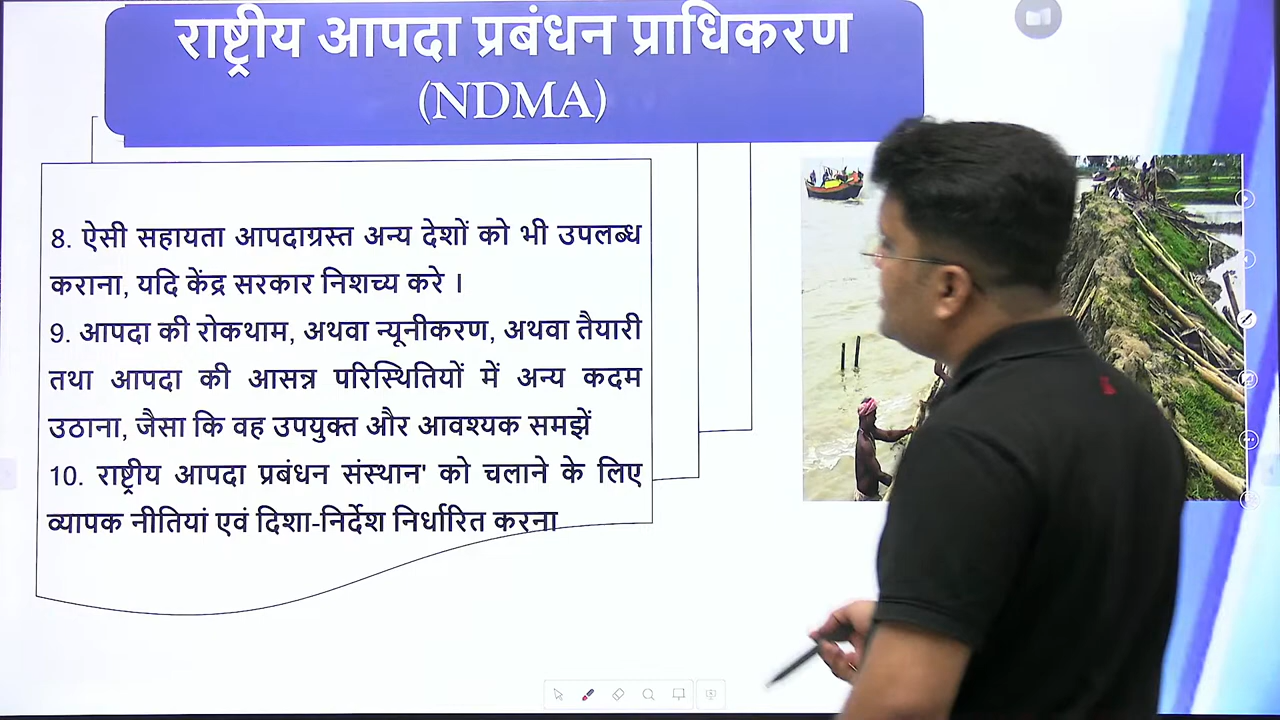 राष्ट्रीय आपदा प्रबंधन प्राधिकरण
(NDMA)
8. ऐसी सहायता आपदाग्रस्त अन्य देशों को भी उपलब्ध
कराना, यदि केंद्र सरकार निशच्य करे ।
9. आपदा की रोकथाम, अथवा न्यूनीकरण, अथवा तैयारी
तथा आपदा की आसन्न परिस्थितियों में अन्य कदम
उठाना, जैसा कि वह उपयुक्त और आवश्यक समझें
10. राष्ट्रीय आपदा प्रबंधन संस्थान' को चलाने के लिए
व्यापक नीतियां एवं दिशा-निर्देश निर्धारित करना